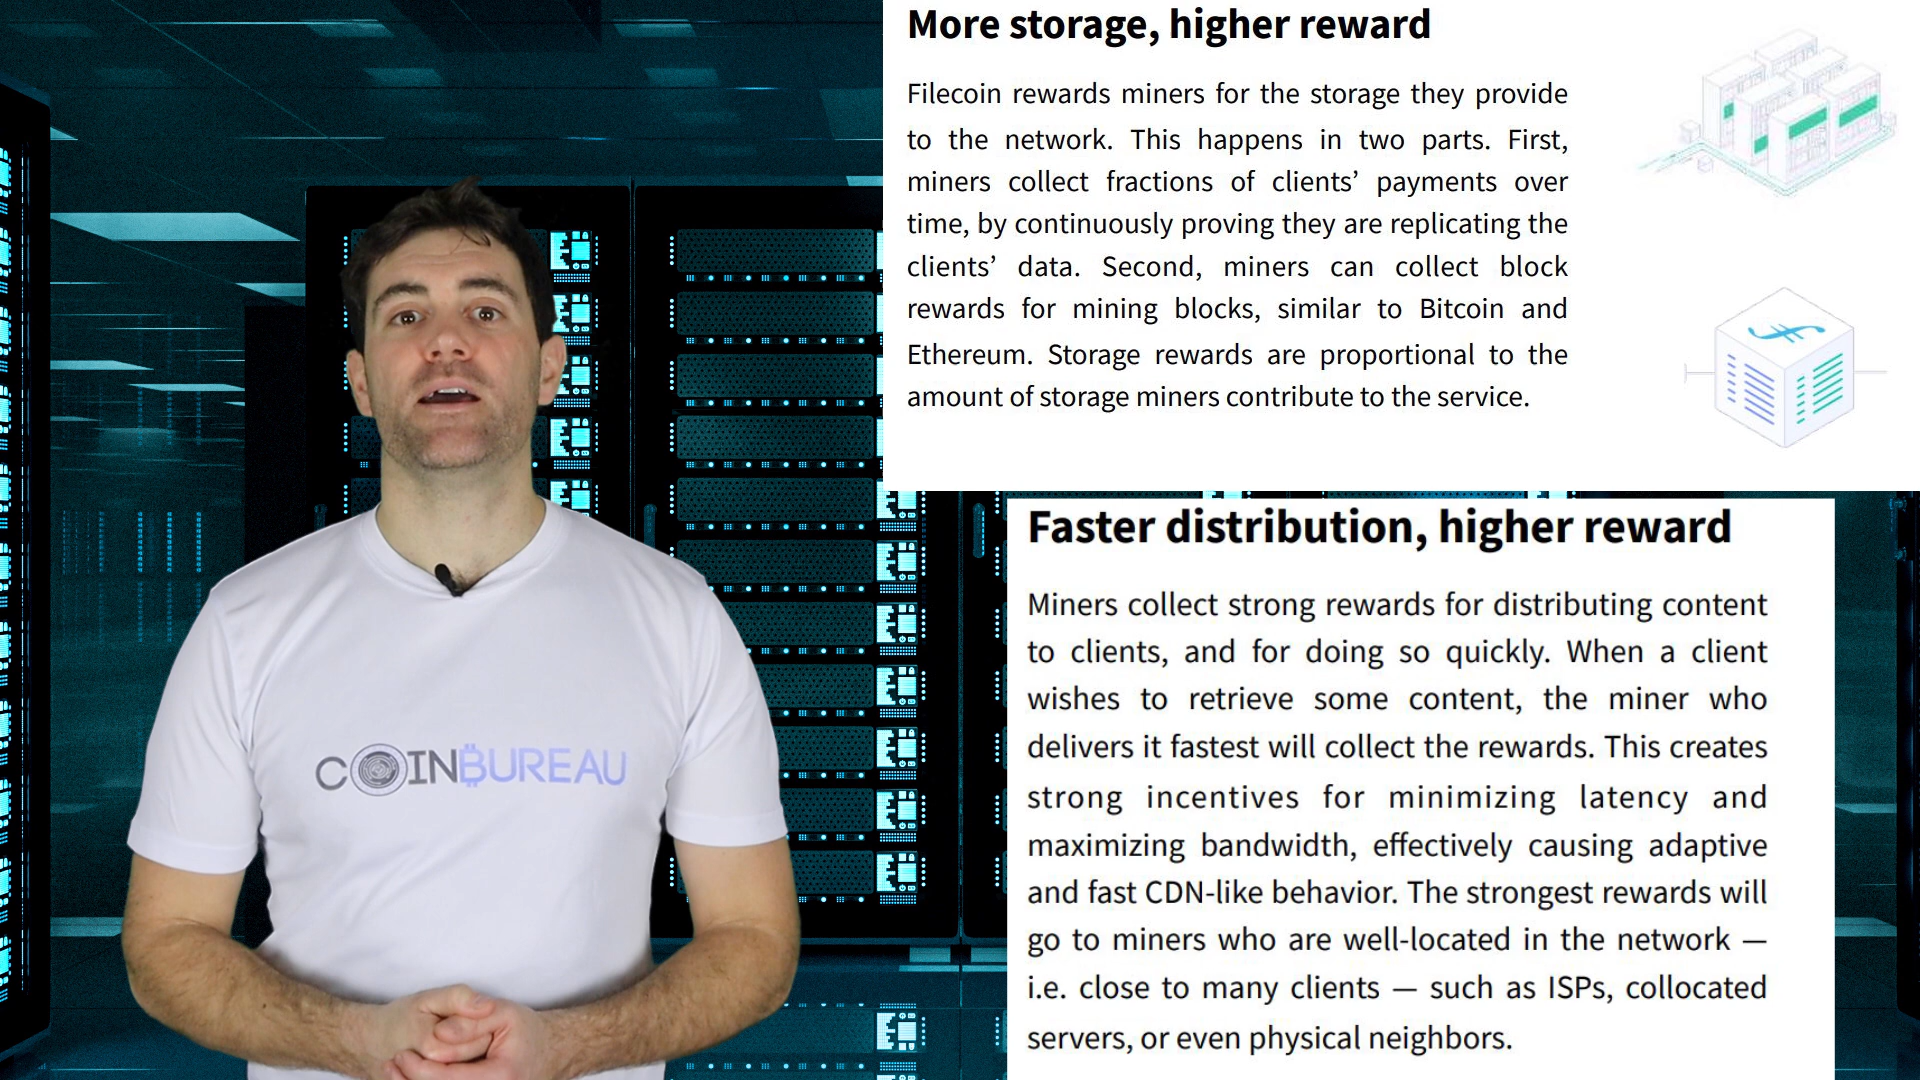 More storage, higher reward
Filecoin rewards miners for the storage they provide
to the network. This happens in two parts. First,
miners collect fractions of clients’ payments over
time, by continuously proving they are replicating the
clients’ data. Second, miners can collect block
rewards for mining blocks, similar to Bitcoin and
Ethereum. Storage rewards are proportional to the
amount of storage miners contribute to the service.
Faster distribution, higher reward
Miners collect strong rewards for distributing content
to clients, and for doing so quickly. When a client
wishes to retrieve some content, the miner who
delivers it fastest will collect the rewards. This creates
strong incentives for minimizing latency and
maximizing bandwidth, effectively causing adaptive
and fast CDN-like behavior. The strongest rewards will
go to miners who are well-located in the network —
i.e. close to many clients — such as ISPs, collocated
servers, or even physical neighbors.
COINBUREAU